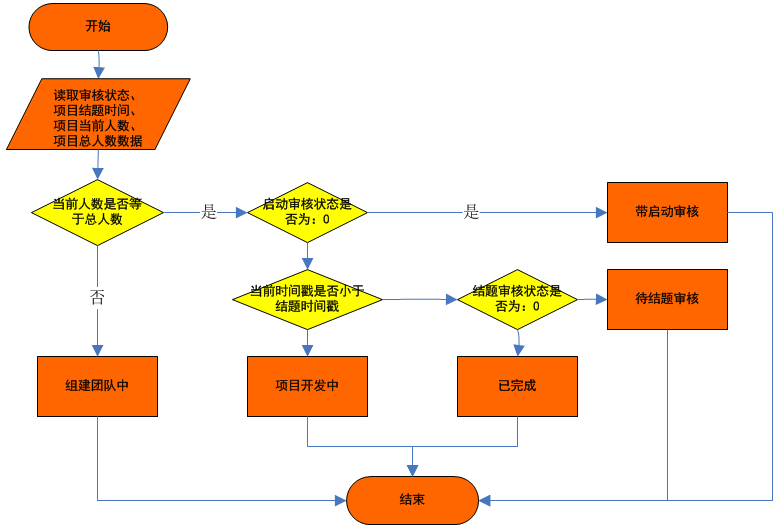 开始
读取审核状态、
项目结题时间、
项目当前人数、
项目总人数数据
当前人数是否等
于总人数
是
启动审核状态是
否为：0
是
带启动审核
否
当前时间戳是否小于
结题时间戳
结题审核状态是
否为：0
待结题审核
组建团队中
项目开发中
已完成
结束